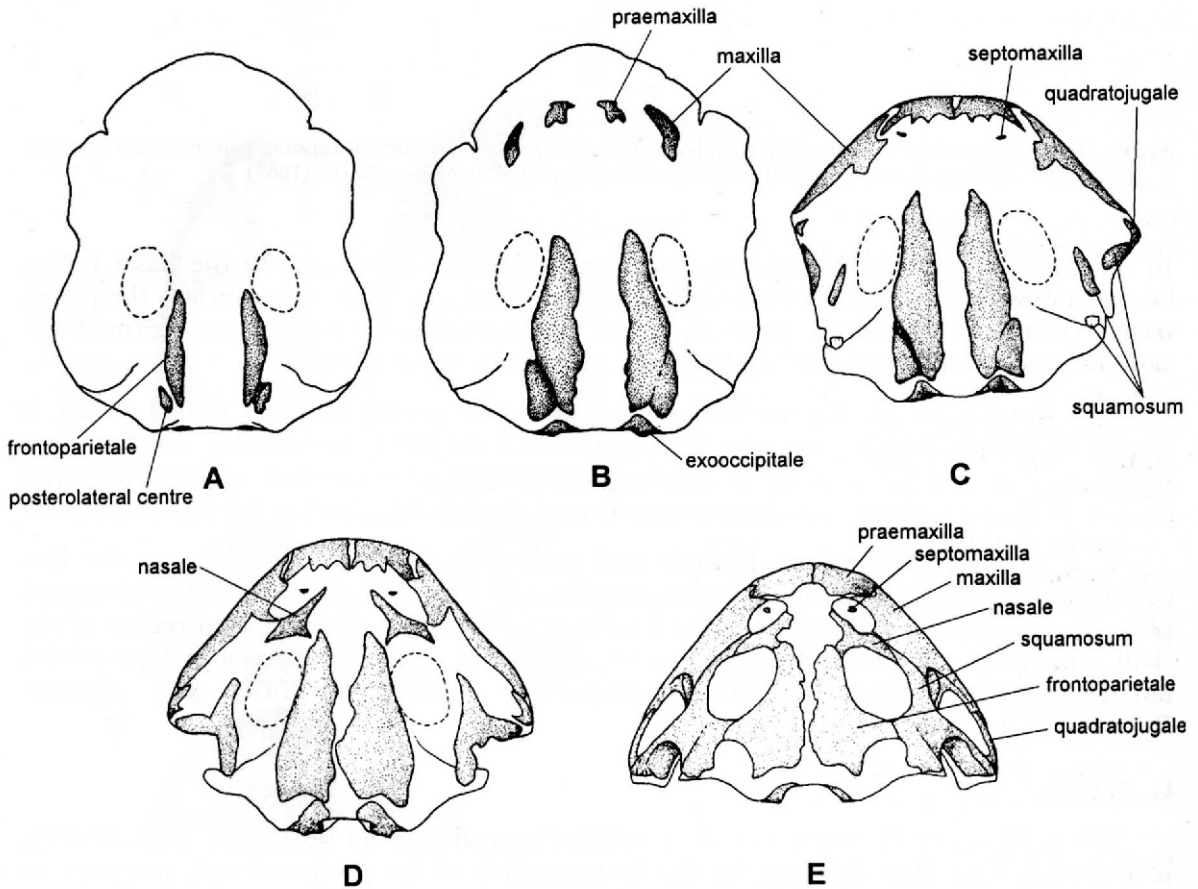 praemaxilla
maxilla
septomaxilla
quadratojugale
squamosum
exooccipitale
frontoparietale
posterolateral centre
A
B
C
nasale
praemaxilla
septomaxilla
maxilla
nasale
squamosum
frontoparietale
quadratojugale
D
E